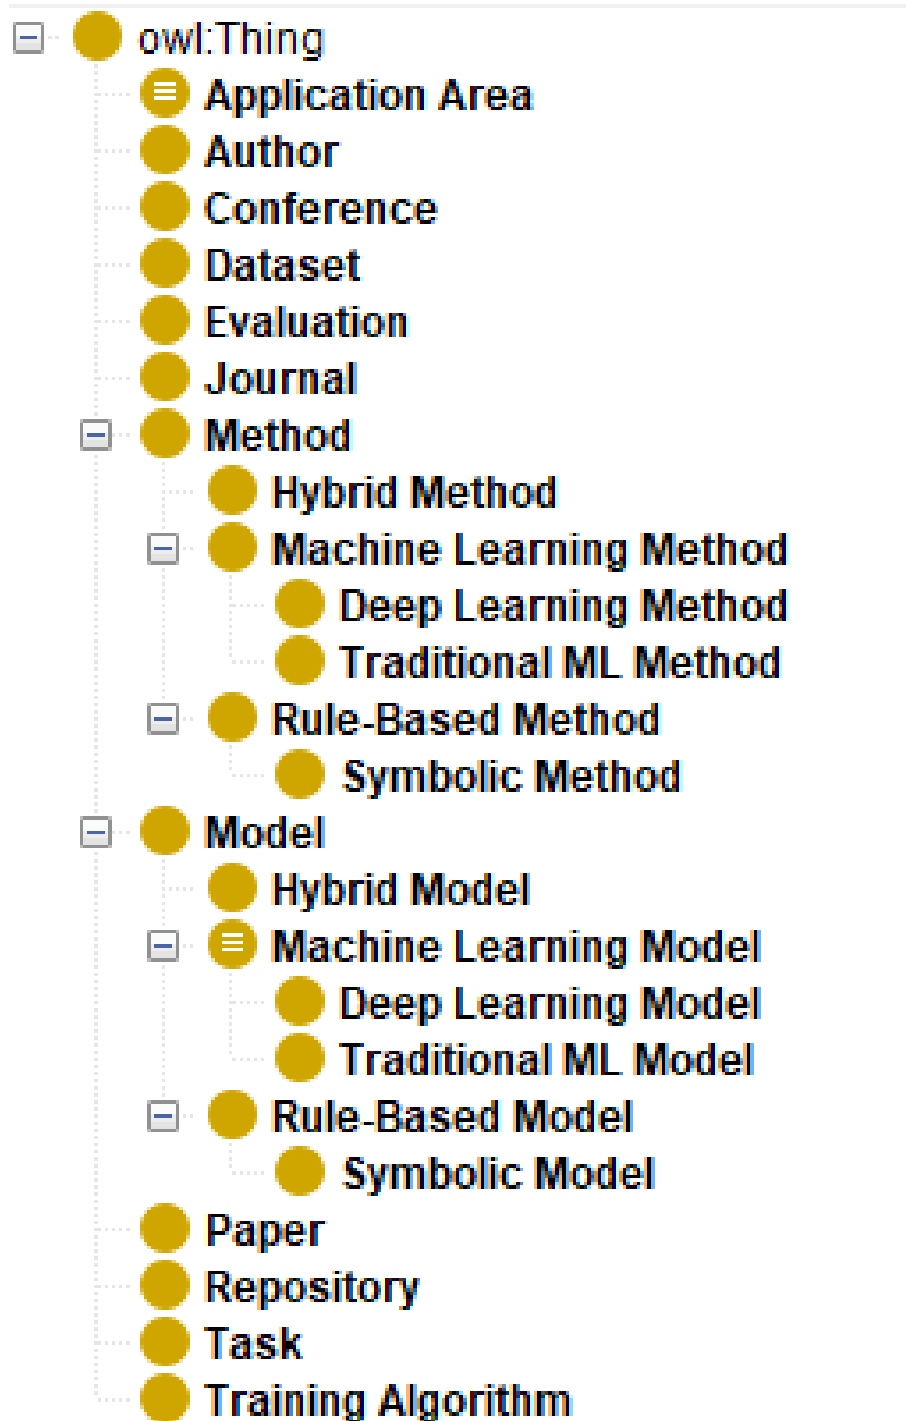 owl:Thing
Application Area
Author
Conference
Dataset
Evaluation
Journal
Method
Hybrid Method
Machine Learning Method
Deep Learning Method
Traditional ML Method
Rule-Based Method
Symbolic Method
Model
Hybrid Model
Machine Learning Model
Deep Learning Model
Traditional ML Model
Rule-Based Model
Symbolic Model
Paper
Repository
Task
Training Algorithm